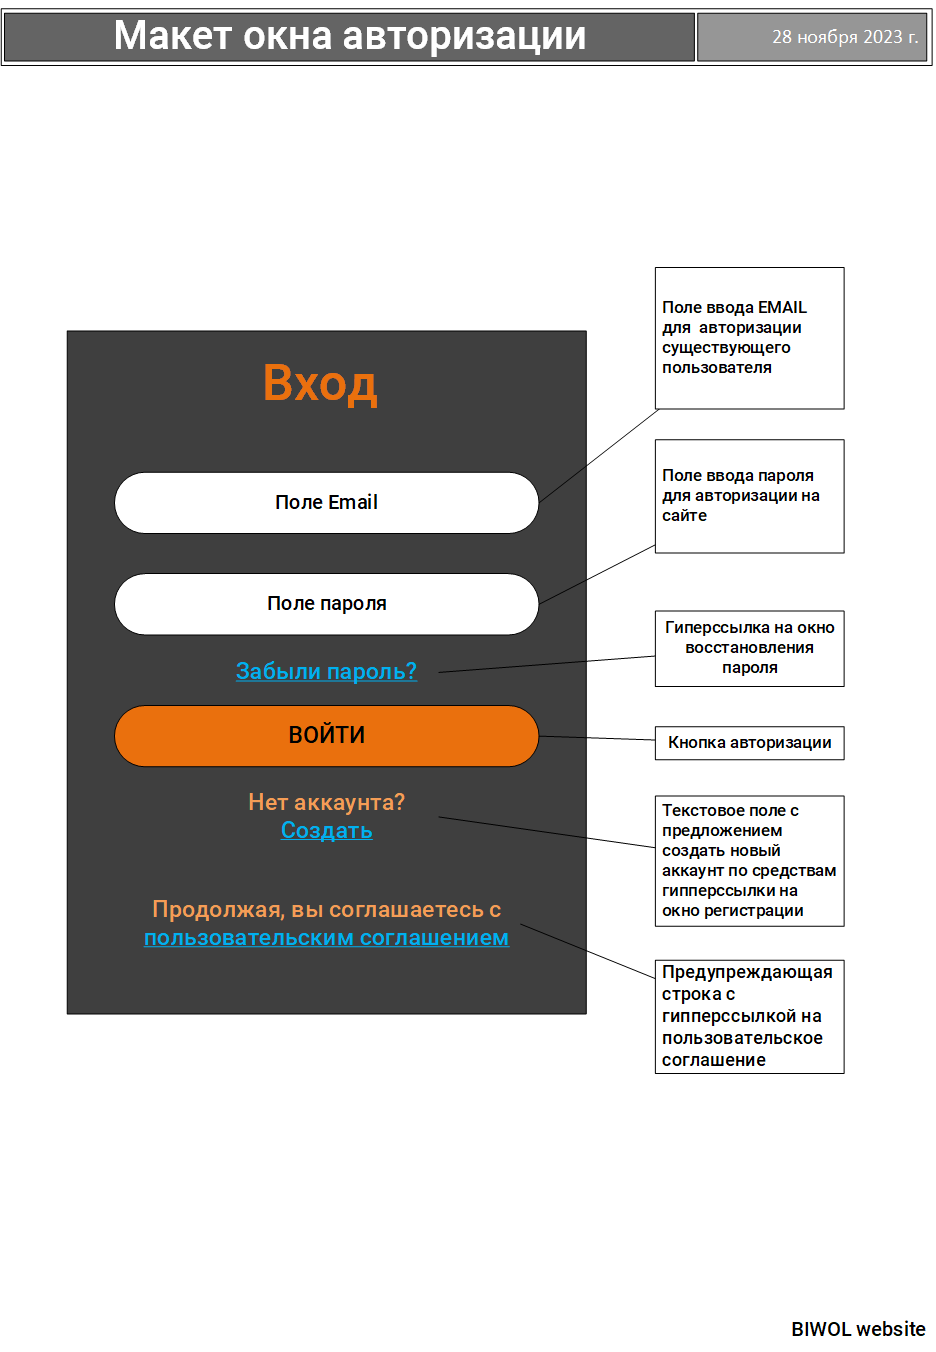 Макет окна авторизации
28 ноября 2023 г.
Вход
Поле Email
Поле пароля
Забыли пароль?
ВОЙТИ
Нет аккаунта?
Создать
Продолжая, вы соглашаетесь с
пользовательским соглашением
Поле ввода EMAIL
для авторизации
существующего
пользователя
Поле ввода пароля
для авторизации на
сайте
Гиперссылка на окно
восстановления
пароля
Кнопка авторизации
Текстовое поле с
предложением
создать новый
аккаунт по средствам
гипперссылки на
окно регистрации
Предупреждающая
строка с
гипперссылкой на
пользовательское
соглашение
BIWOL website